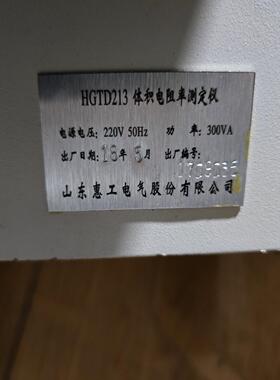 HGTD213 体积电阻率测定仪
电源电压: 220V 50Hz 功 率: 300VA
出厂日期: 16年5月 出厂编号:
山东惠工电气股份有限公司